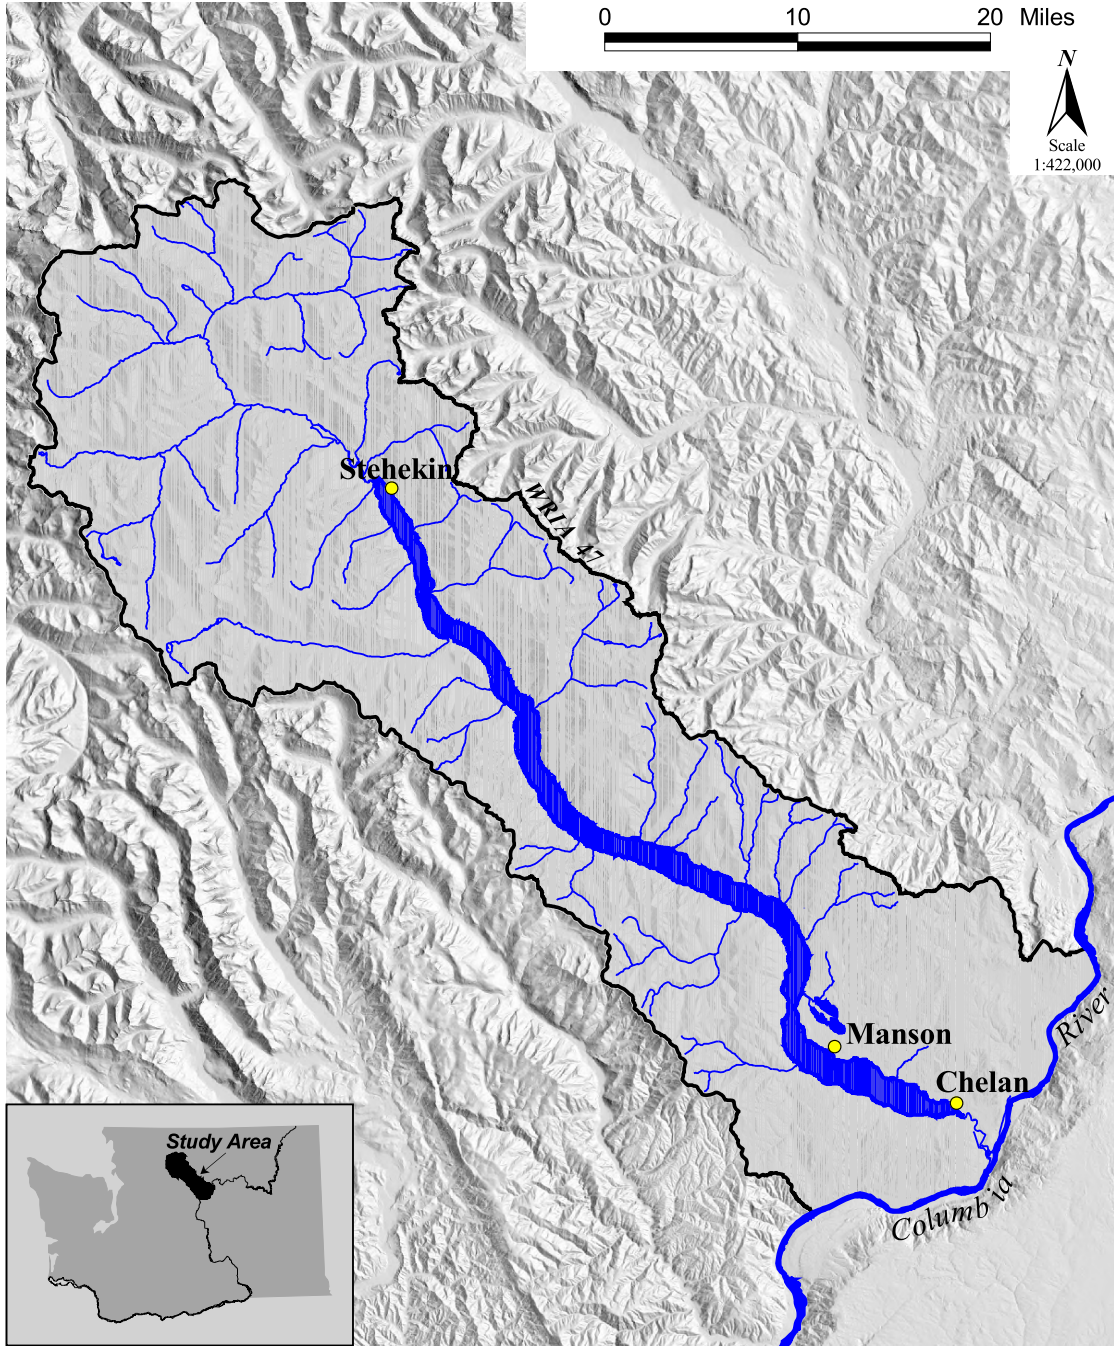 0 10 20 Miles
N
Scale
1:422,000
Stehekin
WRIA 47
River
Manson
Chelan
Columbia
Study Area